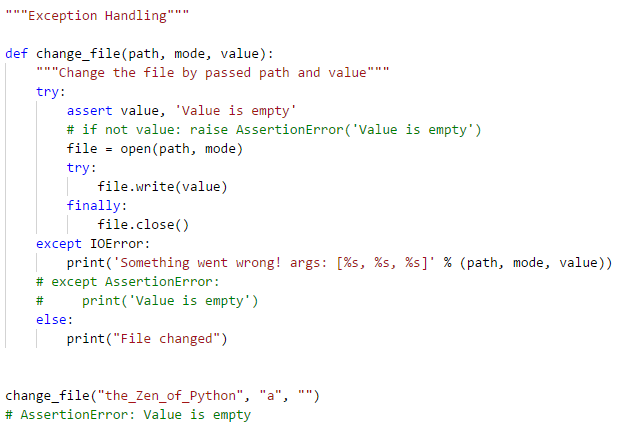 """Exception Handling"""

def change_file(path, mode, value):
    """Change the file by passed path and value"""
    try:
        assert value, 'Value is empty'
        # if not value: raise AssertionError('Value is empty')
        file = open(path, mode)
        try:
            file.write(value)
        finally:
            file.close()
    except IOError:
        print('Something went wrong! args: [%s, %s, %s]' % (path, mode, value))
    # except AssertionError:
    #     print('Value is empty')
    else:
        print("File changed")


change_file("the_Zen_of_Python", "a", "")
# AssertionError: Value is empty